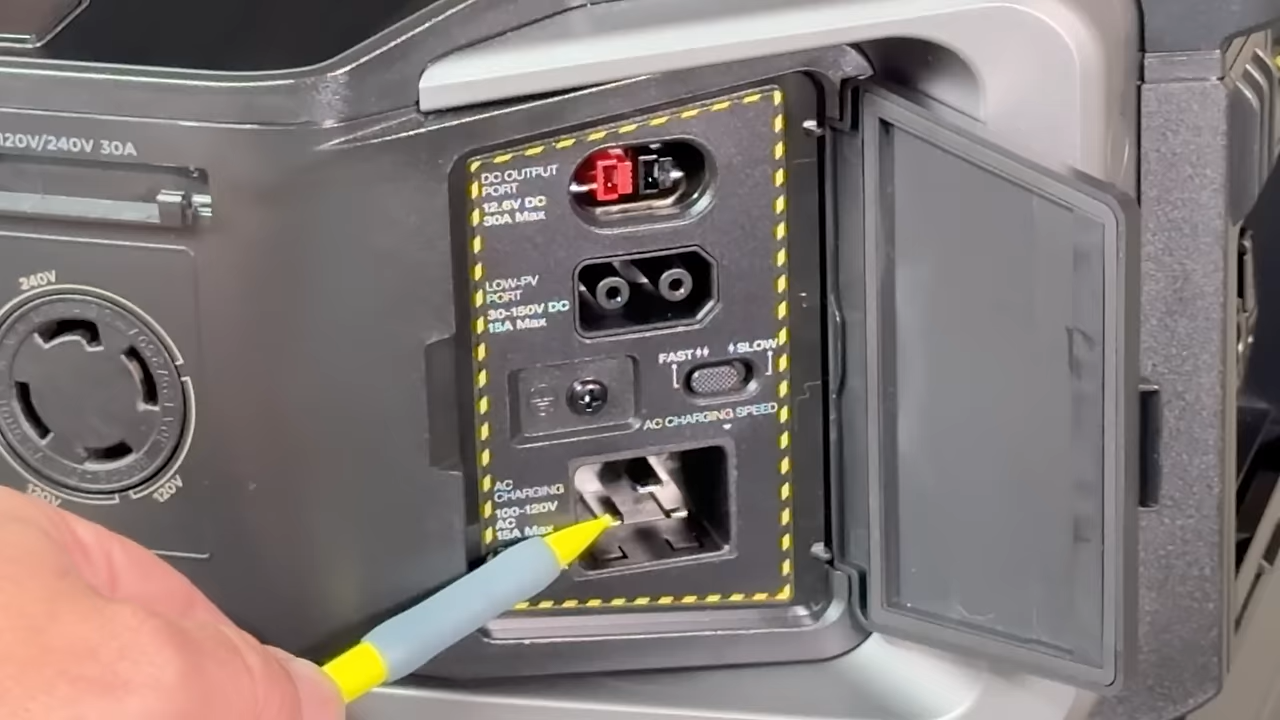 120V/240V 30A
240V
120V
120V
DC OUTPUT
PORT
12.6V DC
30A Max
LOW-PV
PORT
30-150V DC
15A Max
FAST
SLOW
AC CHARGING SPEED
AC
CHARGING
100-120V
AC
15A Max